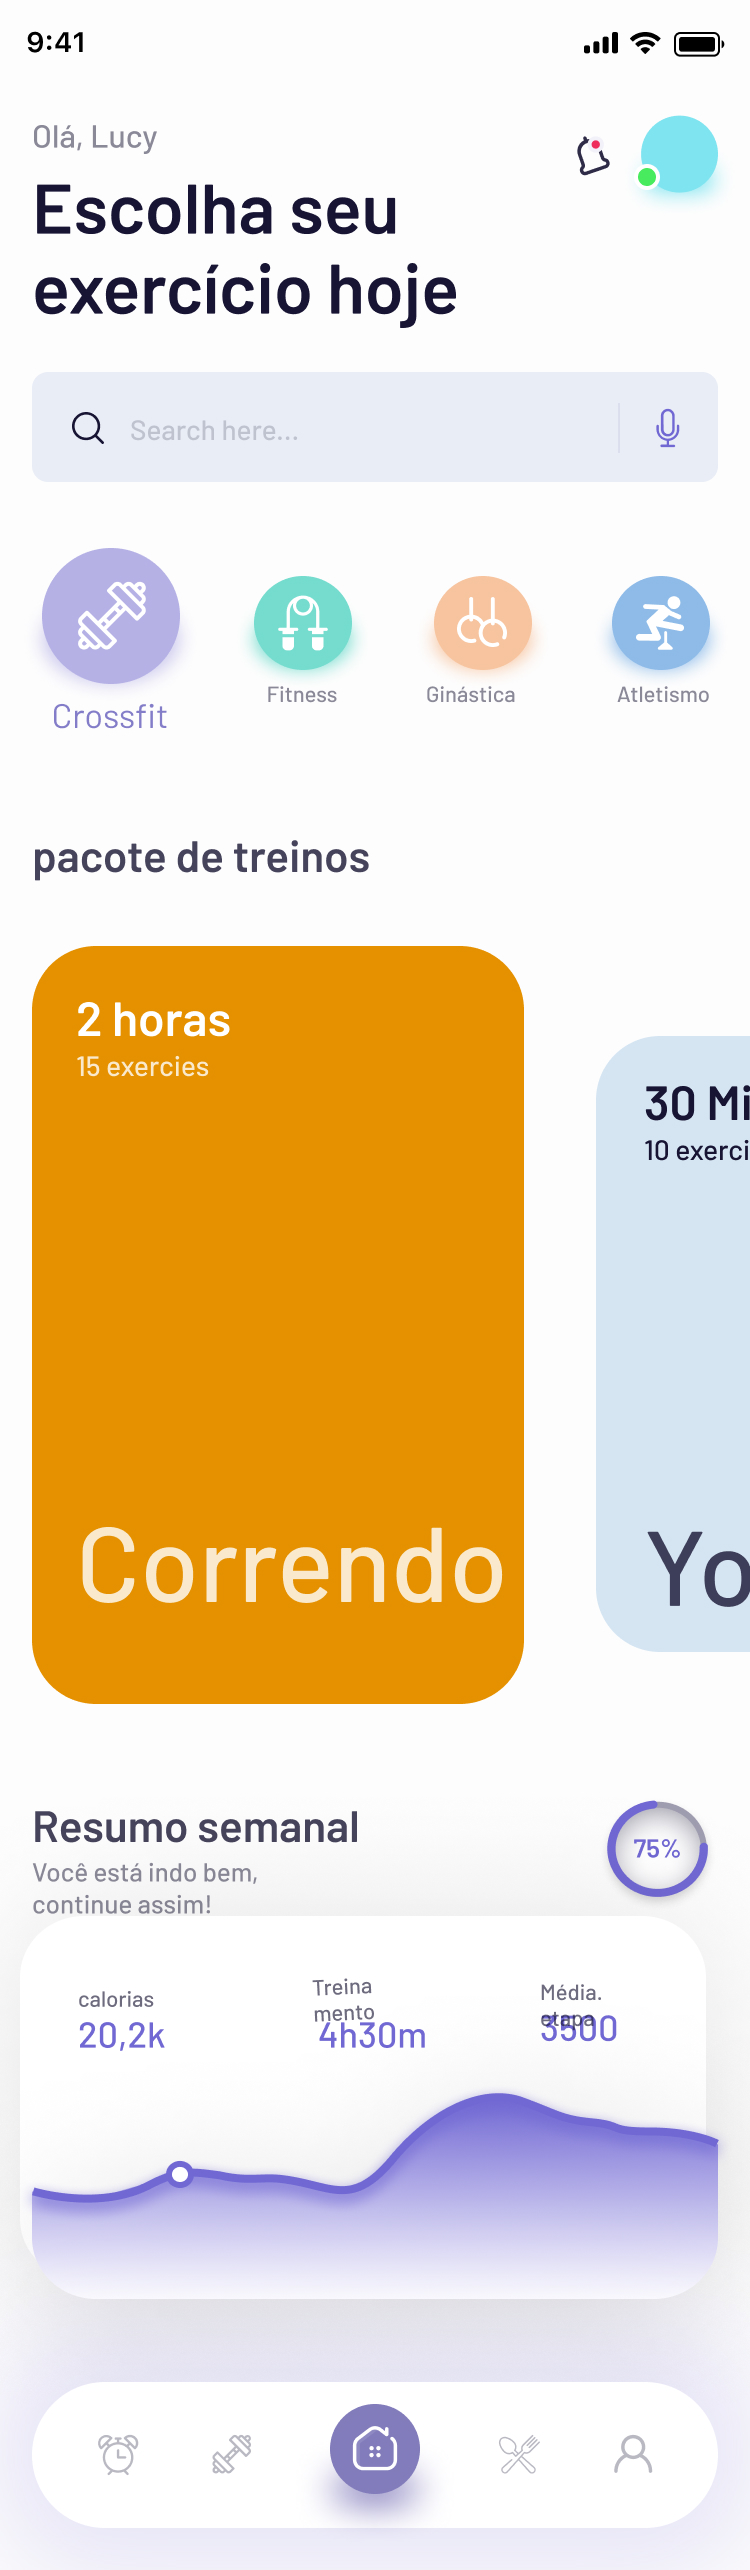 9:41
Olá, Lucy
Escolha seu
exercício hoje
Search here...
Crossfit
Fitness
Ginástica
Atletismo
pacote de treinos
2 horas
15 exercies
Correndo
30 Mi
10 exerci
Yo
Resumo semanal
Você está indo bem,
continue assim!
75%
calorias
20,2k
Treina
mento
4h30m
Média.
etapa
3500